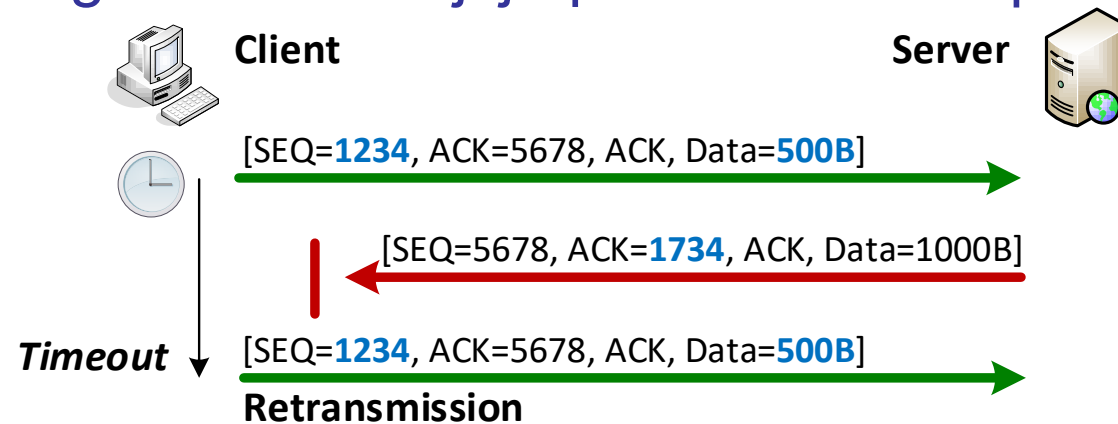 Client
Server
[SEQ=1234, ACK=5678, ACK, Data=500B]
[SEQ=5678, ACK=1734, ACK, Data=1000B]
Timeout
[SEQ=1234, ACK=5678, ACK, Data=500B]
Retransmission